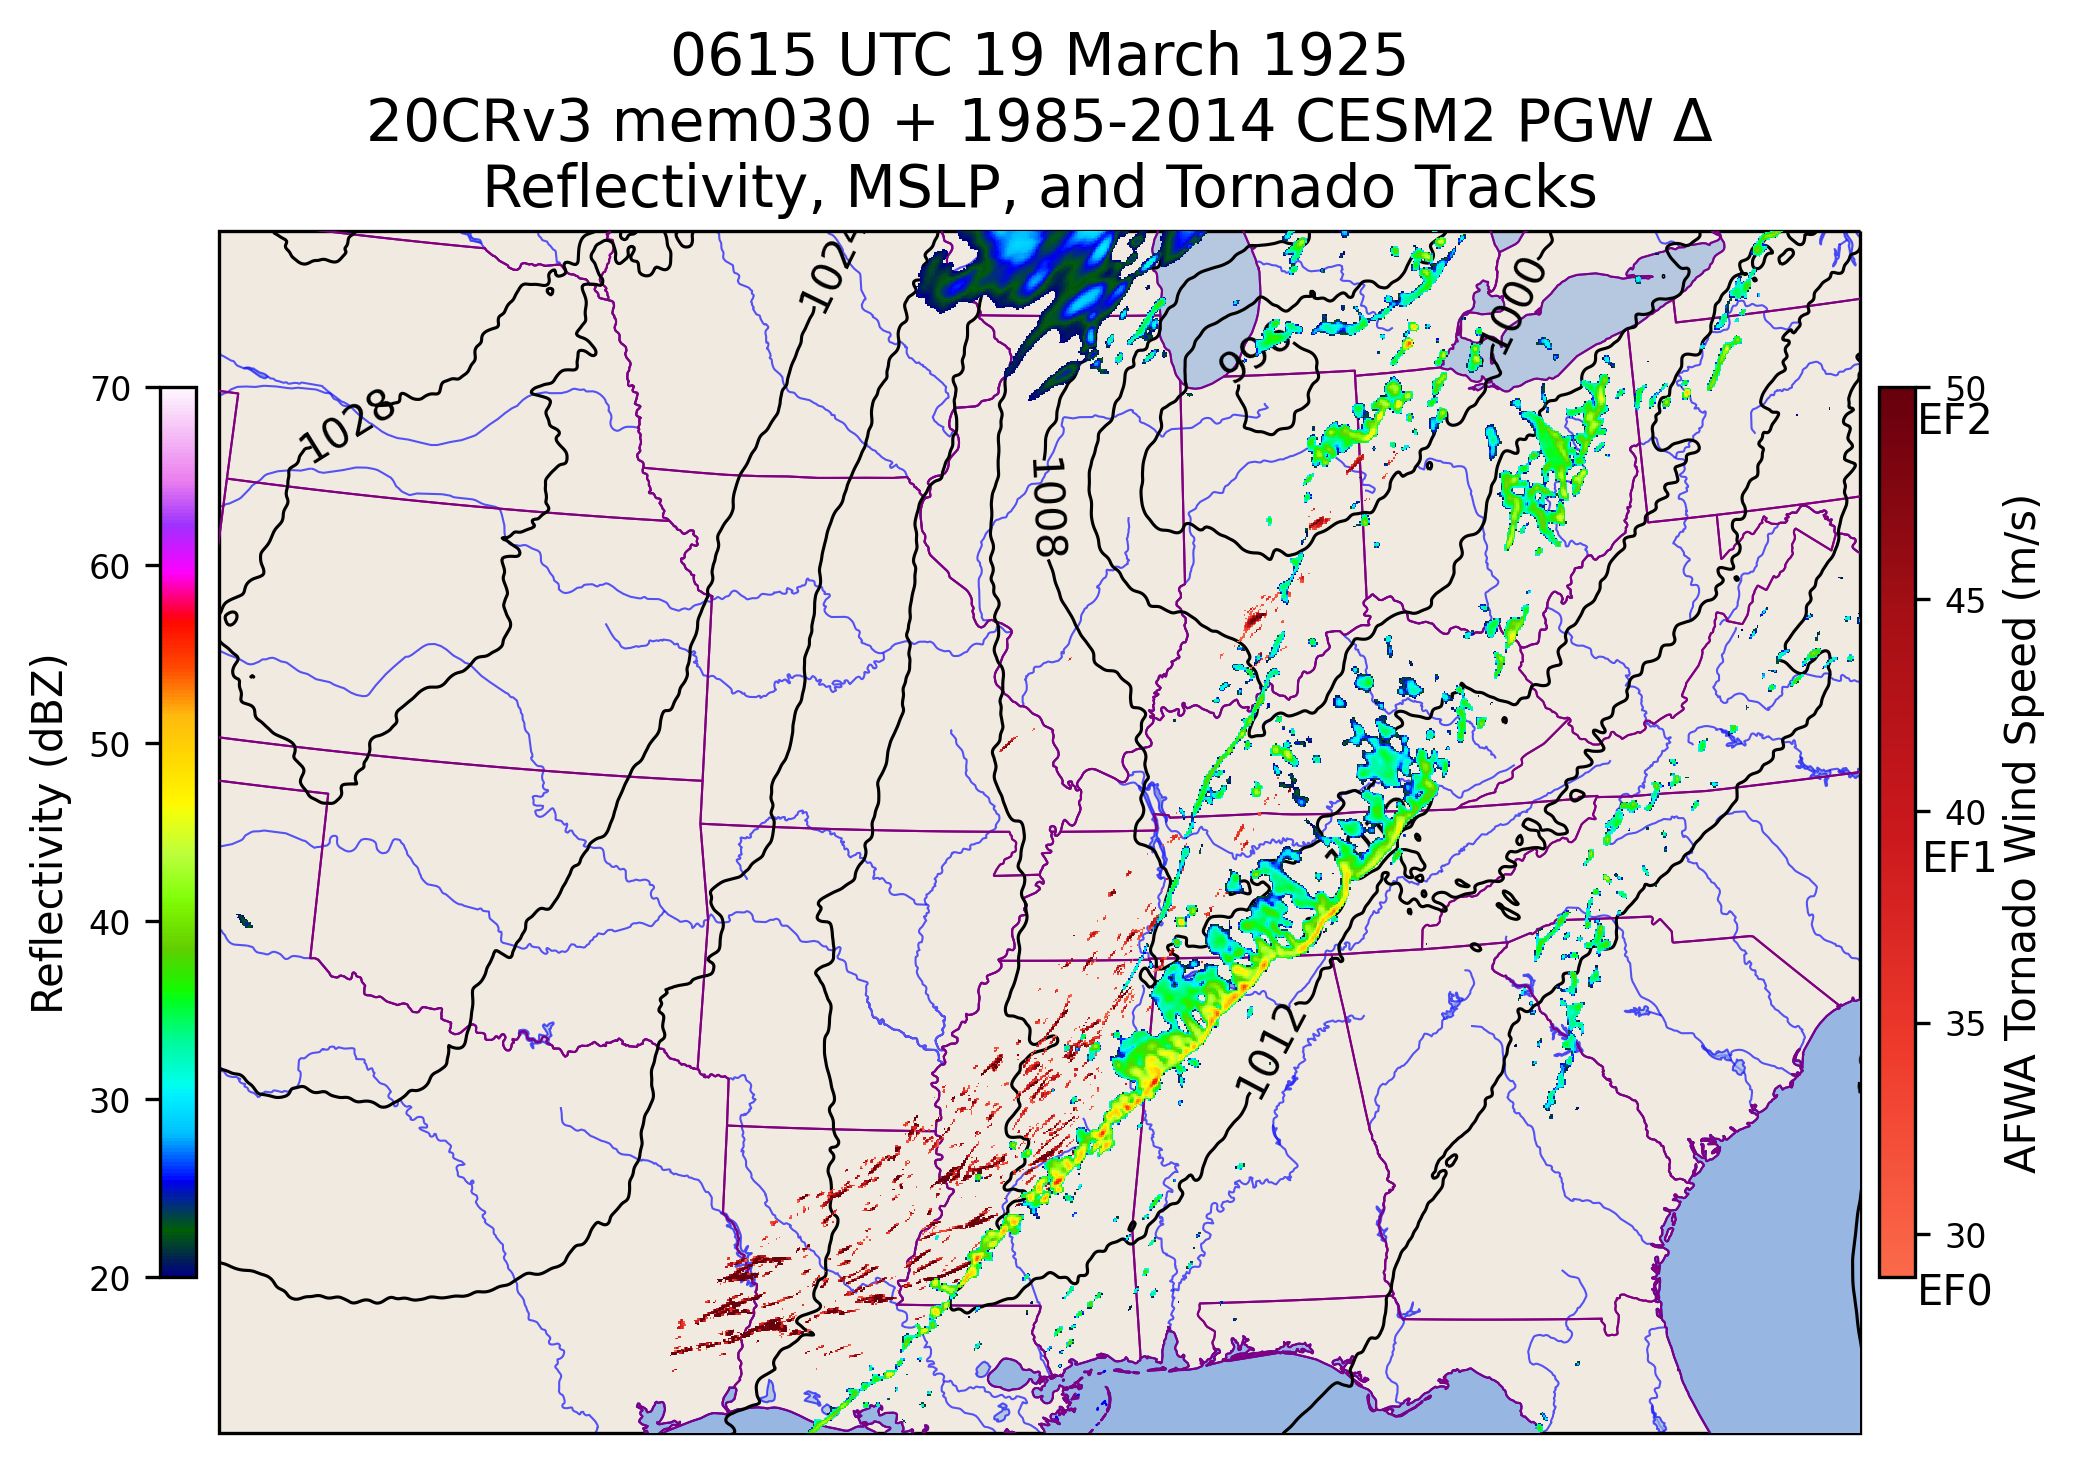 0615 UTC 19 March 1925
20CRv3 mem030 + 1985-2014 CESM2 PGW Δ
Reflectivity, MSLP, and Tornado Tracks
Reflectivity (dBZ)
70
60
50
40
30
20
1028
1008
1000
1012
50
EF2
45
40
EF1
35
30
EF0
AFWA Tornado Wind Speed (m/s)